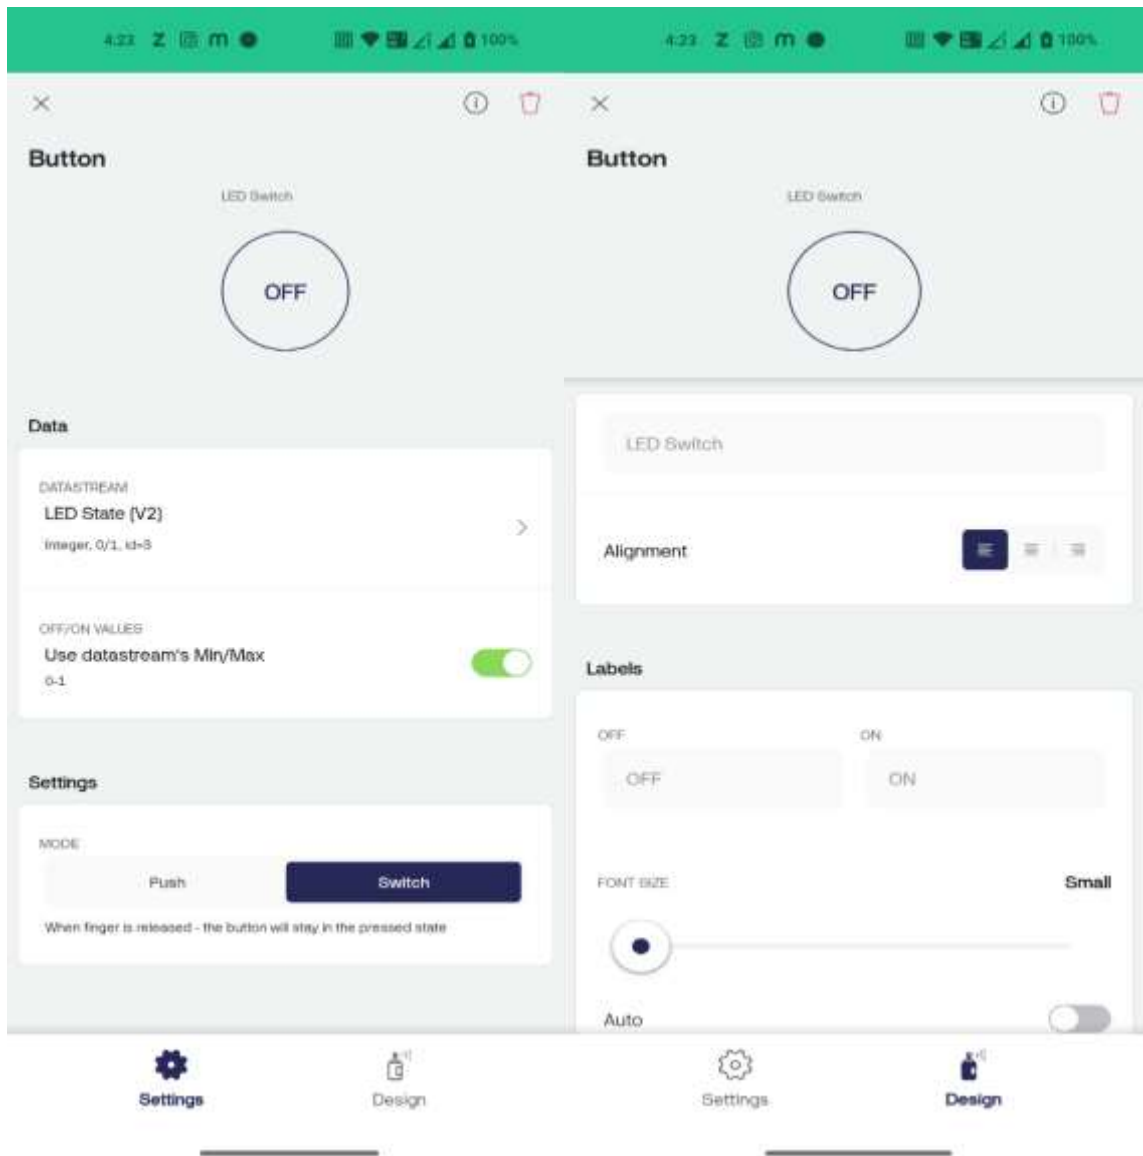 4:23 Z m 100%
Button
LED Switch
OFF
Data
DATASTREAM
LED State (V2)
Integer, 0/1, id=3
OFF/ON VALUES
Use datastream's Min/Max
0-1
Settings
MODE
Push Switch
When finger is released - the button will stay in the pressed state
Settings Design
4:23 Z m 100%
Button
LED Switch
OFF
LED Switch
Alignment
Labels
OFF ON
OFF ON
FONT SIZE Small
Auto
Settings Design